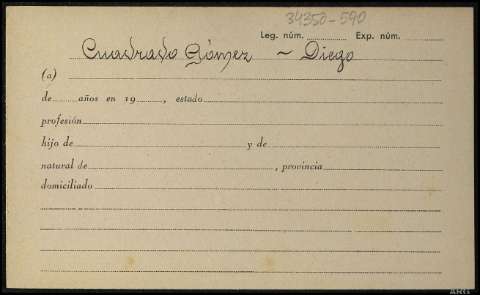 34350-590
Leg. núm. Exp. núm.
Cuadrado Gómez ~ Diego
(a)
de años en 19 , estado
profesión
hijo de y de
natural de , provincia
domiciliado